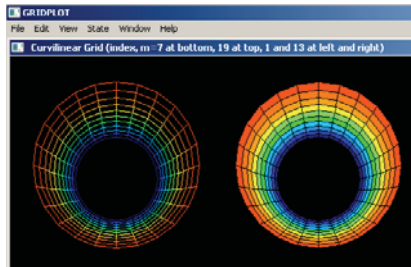 GRIDPLOT
File Edit View State Window Help
Curvilinear Grid (index, m=7 at bottom, 19 at top, 1 and 13 at left and right)